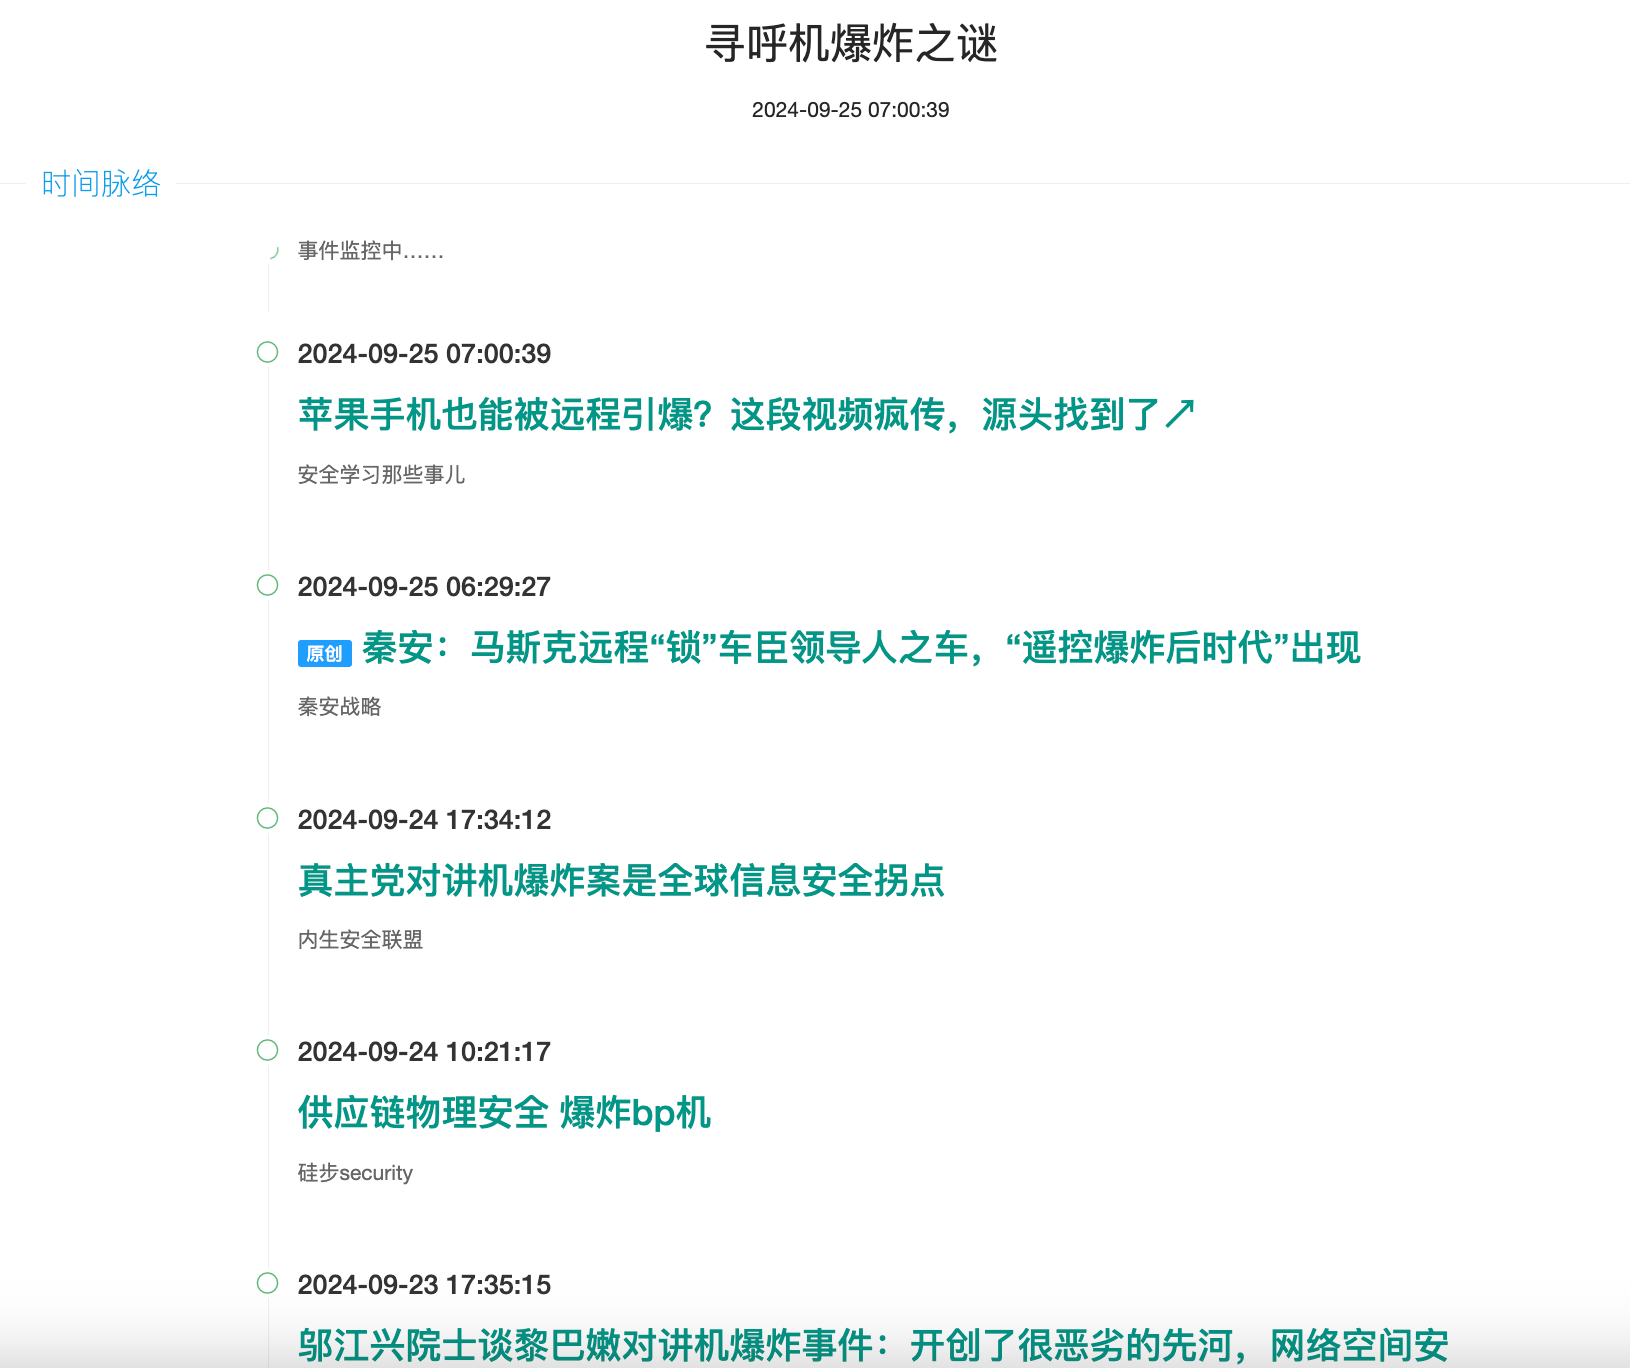 寻呼机爆炸之谜
2024-09-25 07:00:39
时间脉络
事件监控中......
2024-09-25 07:00:39
苹果手机也能被远程引爆？这段视频疯传，源头找到了↗
安全学习那些事儿
2024-09-25 06:29:27
原创 秦安：马斯克远程“锁”车臣领导人之车，“遥控爆炸后时代”出现
秦安战略
2024-09-24 17:34:12
真主党对讲机爆炸案是全球信息安全拐点
内生安全联盟
2024-09-24 10:21:17
供应链物理安全 爆炸bp机
硅步security
2024-09-23 17:35:15
邬江兴院士谈黎巴嫩对讲机爆炸事件：开创了很恶劣的先河，网络空间安